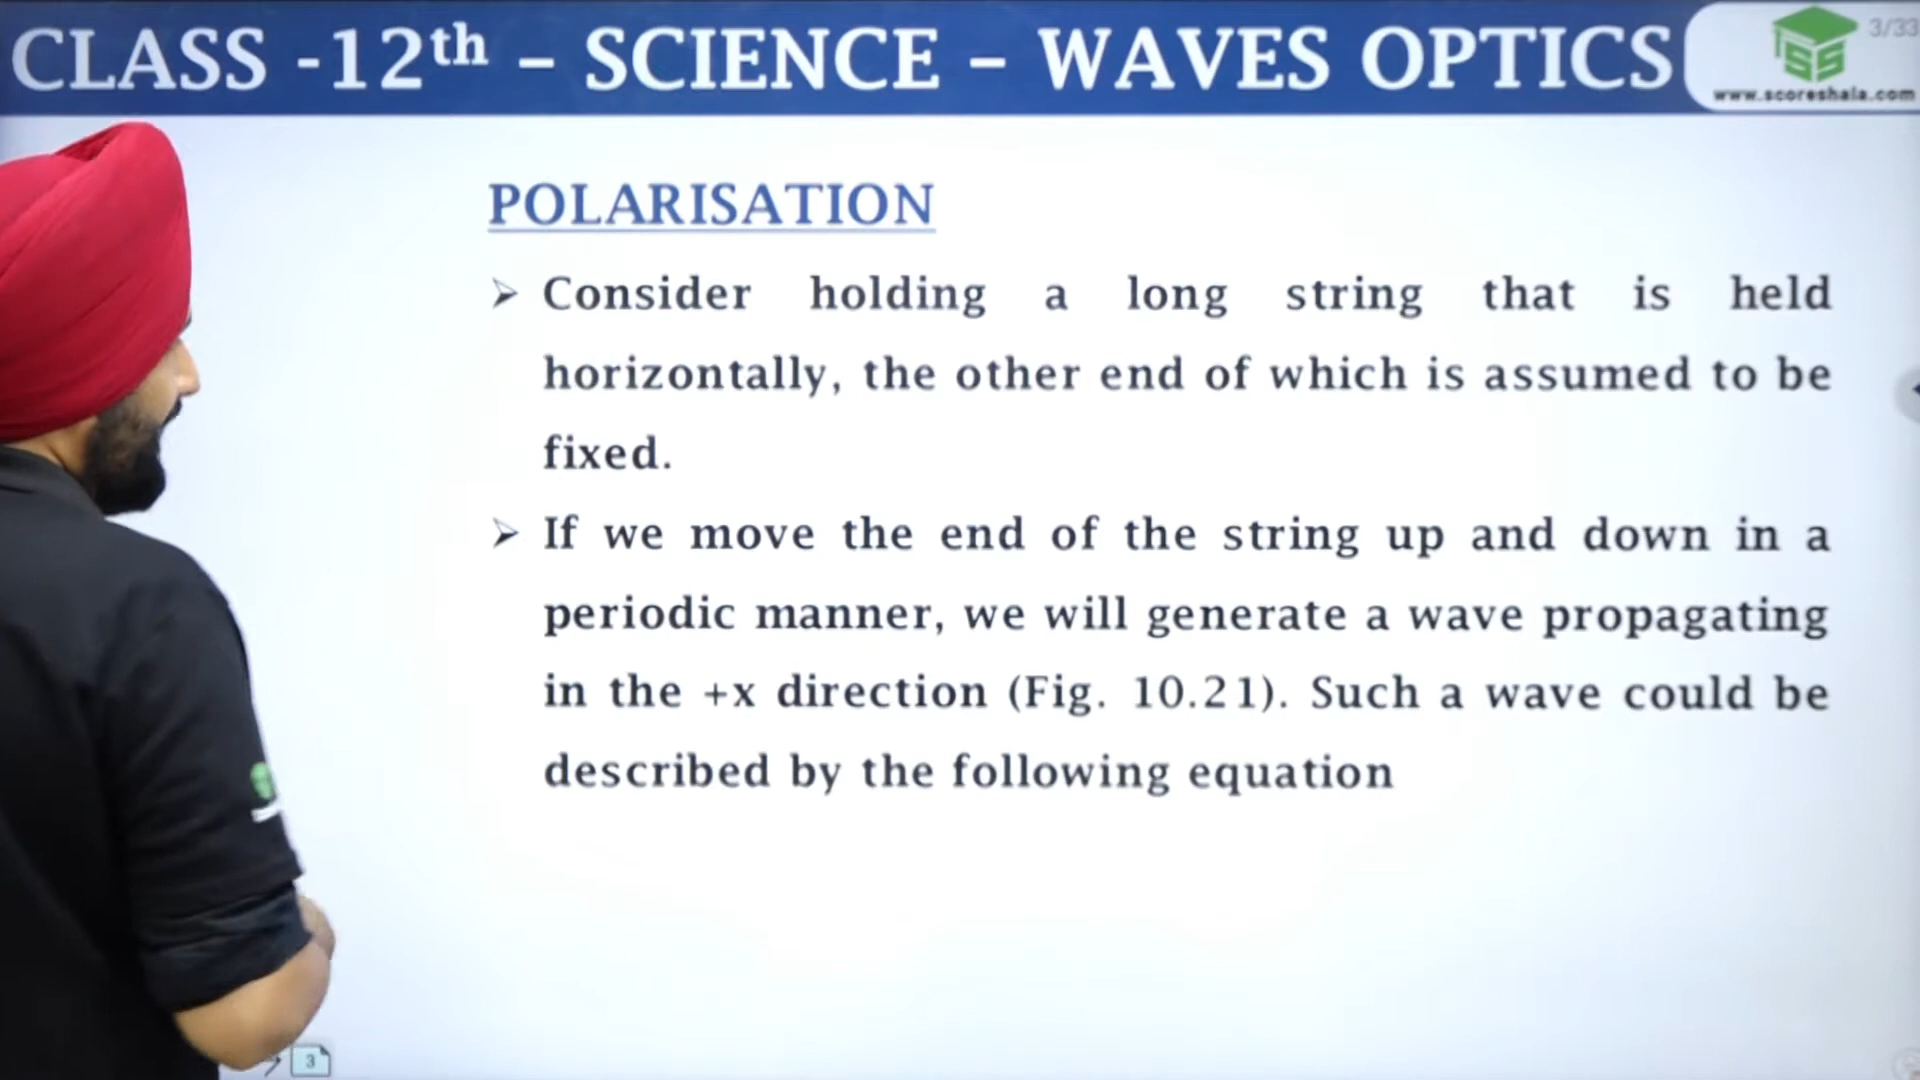 CLASS -12th – SCIENCE – WAVES OPTICS
3/33
www.scoreshala.com
POLARISATION
➤ Consider holding a long string that is held
horizontally, the other end of which is assumed to be
fixed.
➤ If we move the end of the string up and down in a
periodic manner, we will generate a wave propagating
in the +x direction (Fig. 10.21). Such a wave could be
described by the following equation
3